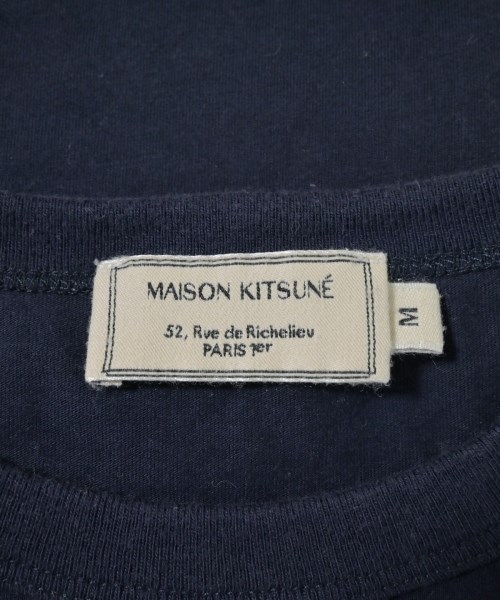 MAISON KITSUNÉ
52, Rue de Richelieu
PARIS 1er
M